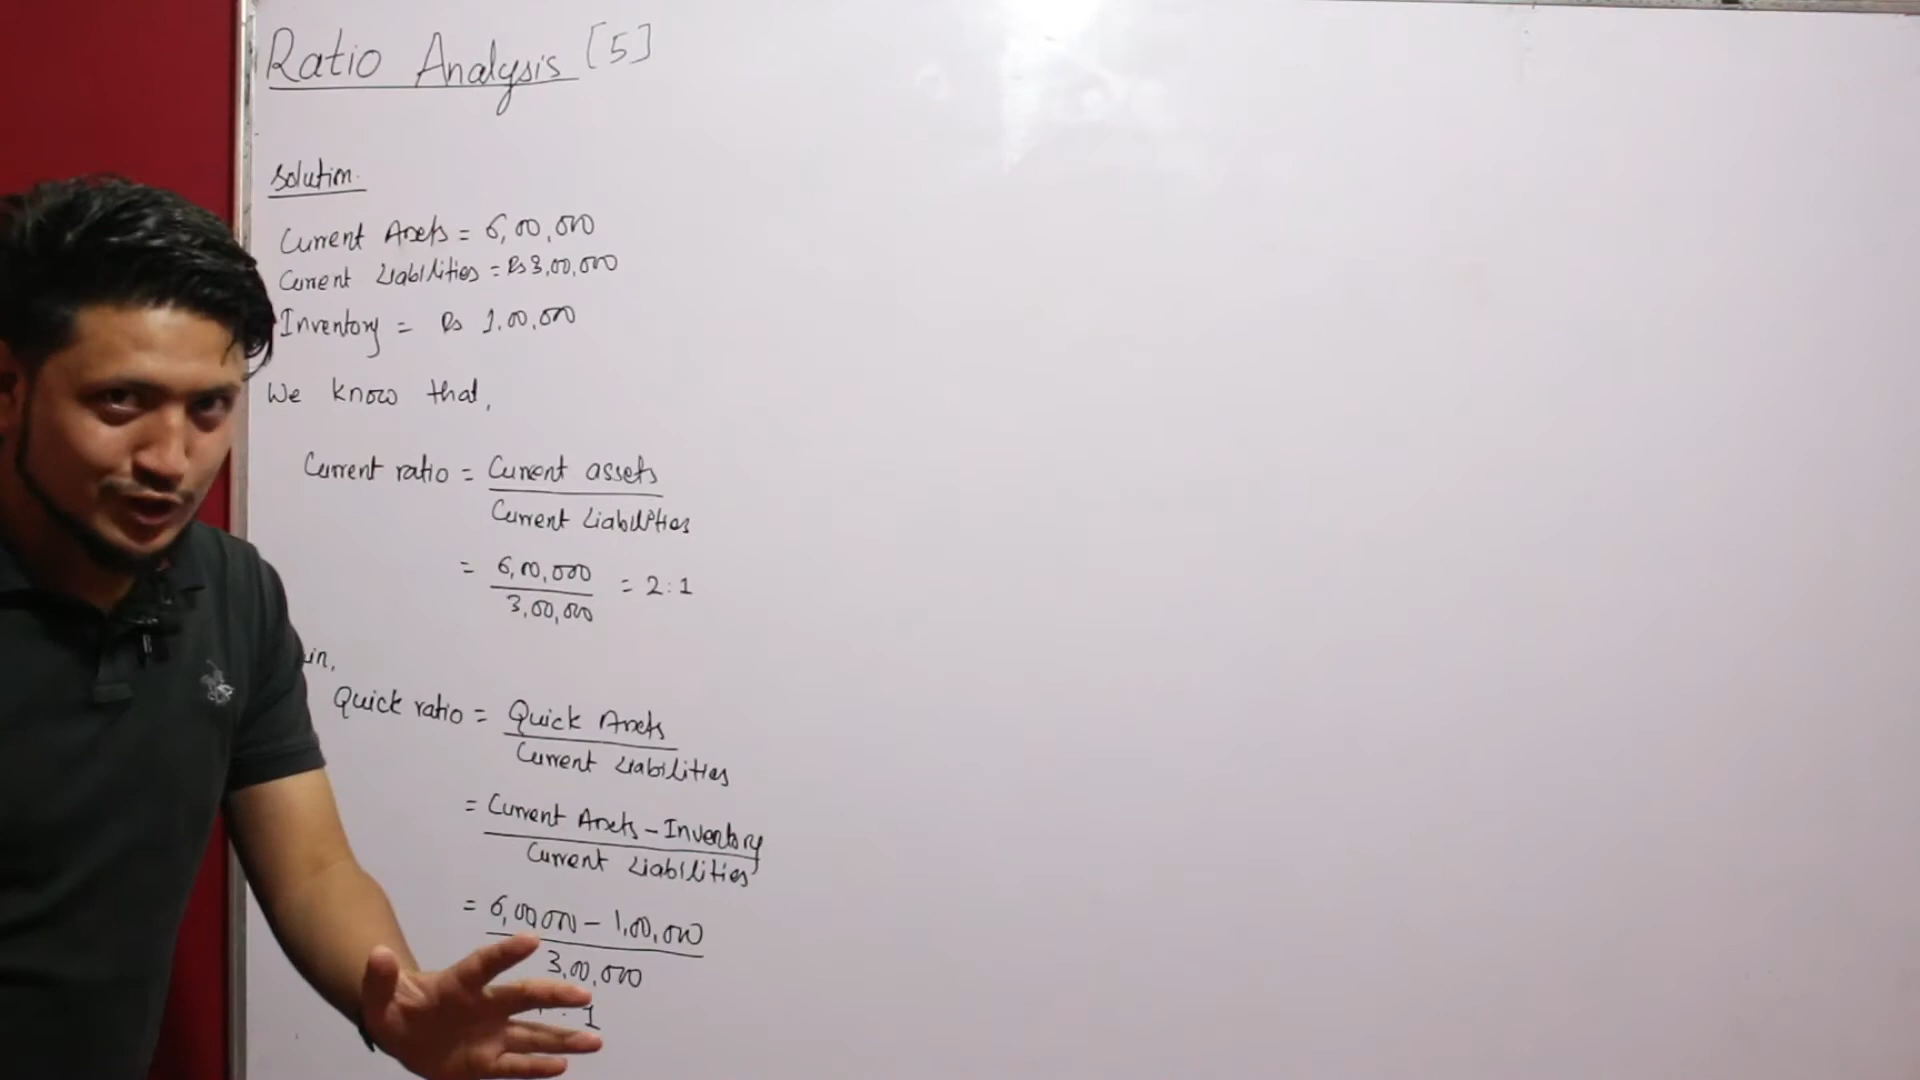 Ratio Analysis [5]
Solution.
Current Assets = 6,00,000
Current Liabilities = Rs 3,00,000
Inventory = Rs 1,00,000
We know that,
Current ratio = Current assets
Current Liabilities
= 6,00,000 = 2:1
3,00,000
in,
Quick ratio = Quick Assets
Current Liabilities
= Current Assets - Inventory
Current Liabilities
= 6,00,000 - 1,00,000
3,00,000
: 1